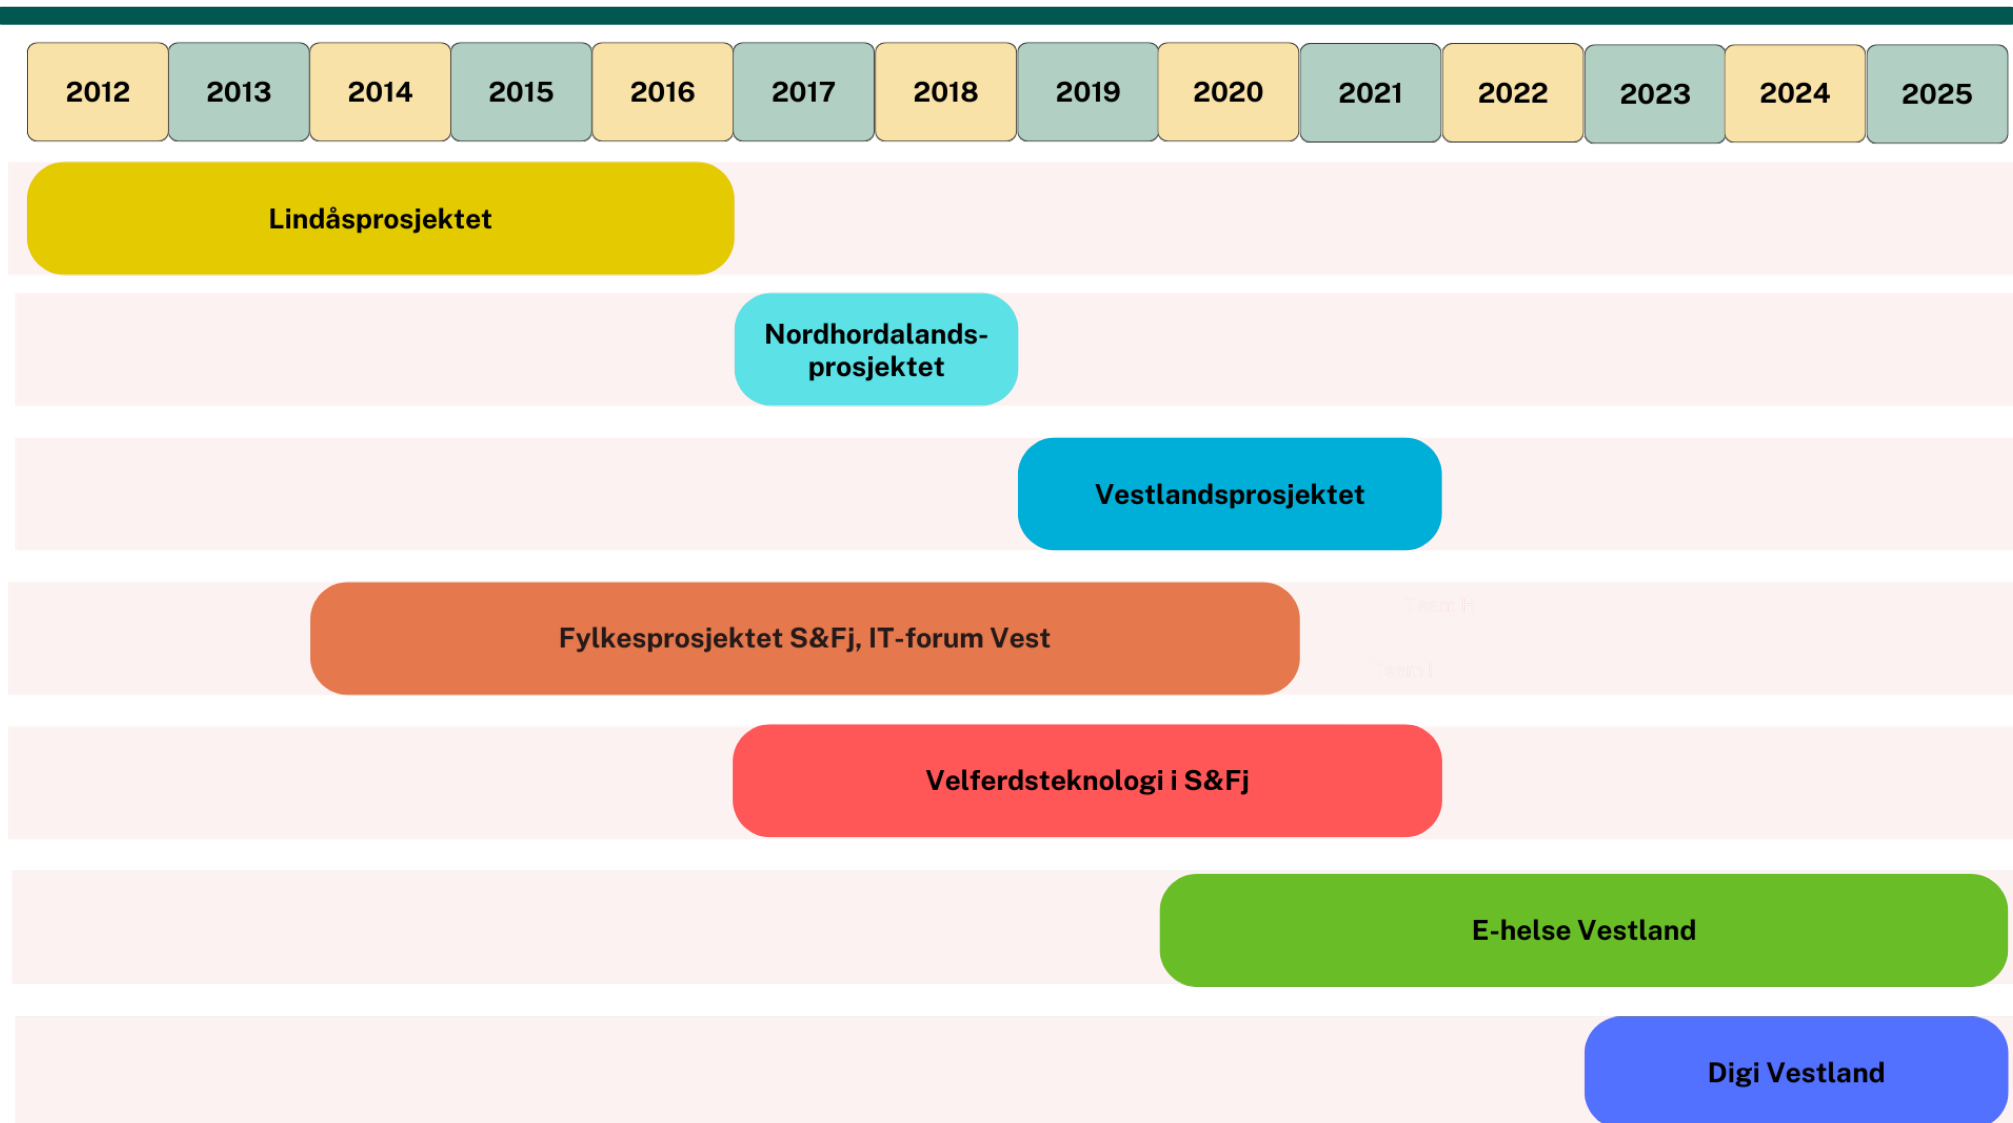 2012 2013 2014 2015 2016 2017 2018 2019 2020 2021 2022 2023 2024 2025
Lindåsprosjektet
Nordhordalands-
prosjektet
Vestlandsprosjektet
Fylkesprosjektet S&Fj, IT-forum Vest
Velferdsteknologi i S&Fj
E-helse Vestland
Digi Vestland